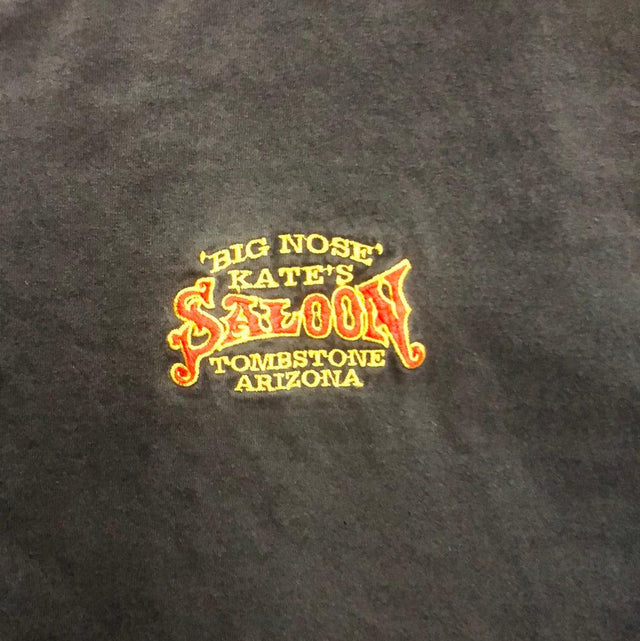 'BIG NOSE'
KATE'S
SALOON
TOMBSTONE
ARIZONA